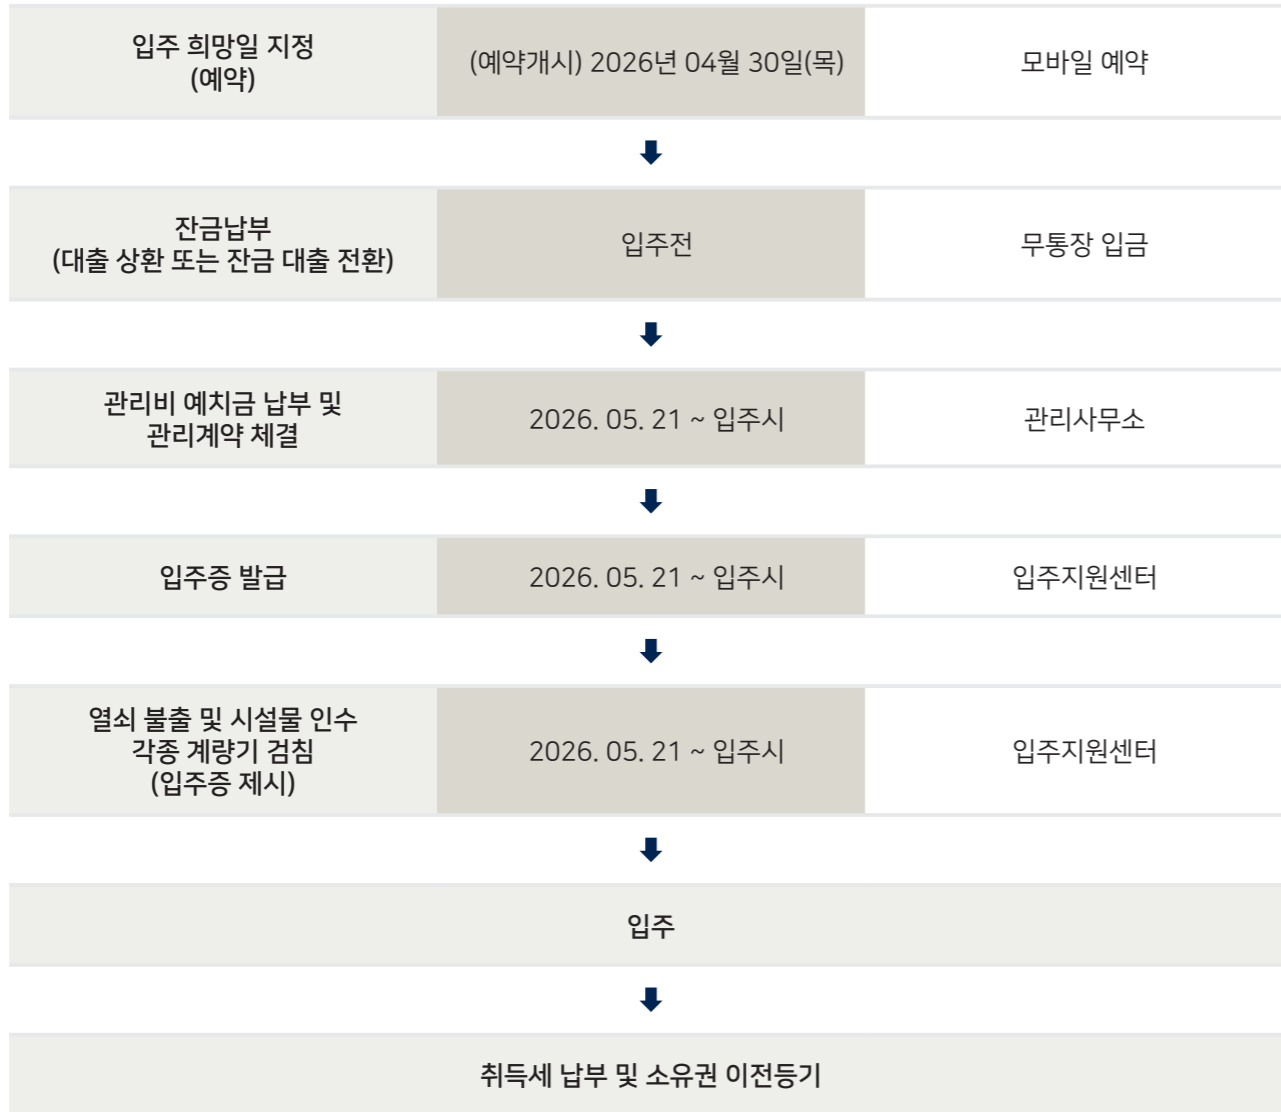 입주 희망일 지정
(예약)
(예약개시) 2026년 04월 30일(목)
모바일 예약
잔금납부
(대출 상환 또는 잔금 대출 전환)
입주전
무통장 입금
관리비 예치금 납부 및
관리계약 체결
2026. 05. 21 ~ 입주시
관리사무소
입주증 발급
2026. 05. 21 ~ 입주시
입주지원센터
열쇠 불출 및 시설물 인수
각종 계량기 검침
(입주증 제시)
2026. 05. 21 ~ 입주시
입주지원센터
입주
취득세 납부 및 소유권 이전등기